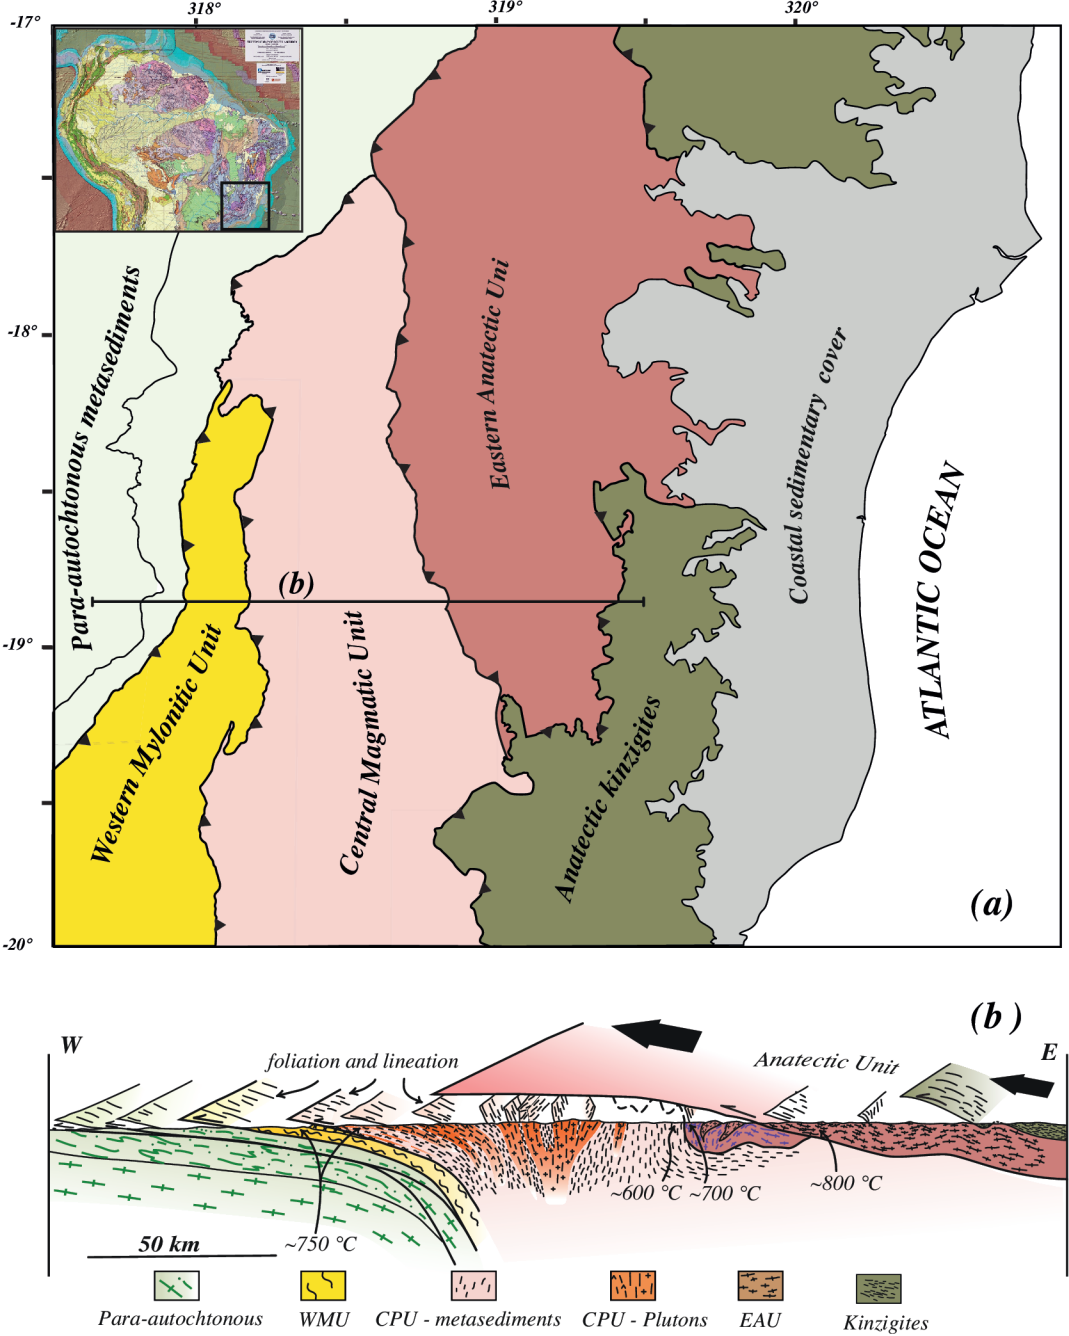 318°
319°
320°
-17°
-18°
-19°
-20°
Para-autochtonous metasediments
Western Mylonitic Unit
Central Magmatic Unit
Eastern Anatectic Uni
Anatectic kinzigites
Coastal sedimentary cover
ATLANTIC OCEAN
(b)
(a)
(b )
W
E
foliation and lineation
Anatectic Unit
~600 °C
~700 °C
~800 °C
~750 °C
50 km
Para-autochtonous
WMU
CPU - metasediments
CPU - Plutons
EAU
Kinzigites